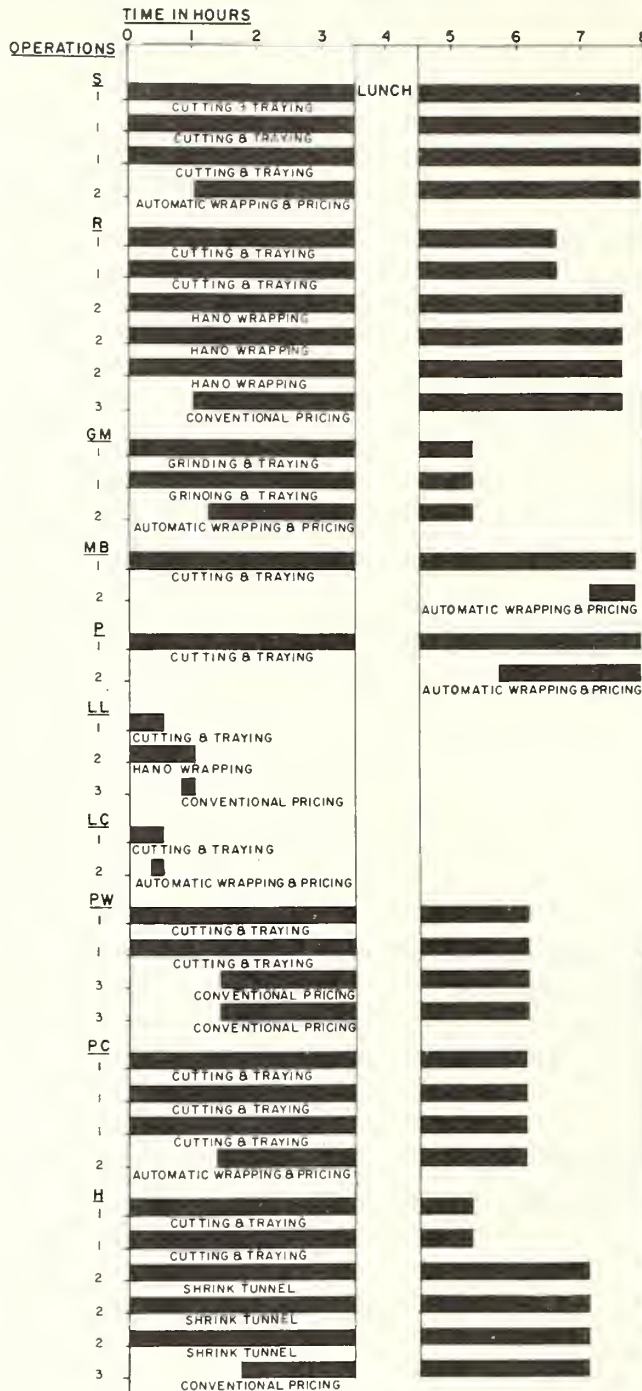 TIME IN HOURS
0 1 2 3 4 5 6 7 8
OPERATIONS
S
LUNCH
1
CUTTING & TRAYING
1
CUTTING & TRAYING
1
CUTTING & TRAYING
2
AUTOMATIC WRAPPING & PRICING
R
1
CUTTING & TRAYING
1
CUTTING & TRAYING
2
HAND WRAPPING
2
HAND WRAPPING
2
HAND WRAPPING
3
CONVENTIONAL PRICING
GM
1
GRINDING & TRAYING
1
GRINDING & TRAYING
2
AUTOMATIC WRAPPING & PRICING
MB
1
CUTTING & TRAYING
2
AUTOMATIC WRAPPING & PRICING
P
1
CUTTING & TRAYING
2
AUTOMATIC WRAPPING & PRICING
LL
1
CUTTING & TRAYING
2
HAND WRAPPING
3
CONVENTIONAL PRICING
LC
1
CUTTING & TRAYING
2
AUTOMATIC WRAPPING & PRICING
PW
1
CUTTING & TRAYING
1
CUTTING & TRAYING
3
CONVENTIONAL PRICING
3
CONVENTIONAL PRICING
PC
1
CUTTING & TRAYING
1
CUTTING & TRAYING
1
CUTTING & TRAYING
2
AUTOMATIC WRAPPING & PRICING
H
1
CUTTING & TRAYING
1
CUTTING & TRAYING
2
SHRINK TUNNEL
2
SHRINK TUNNEL
2
SHRINK TUNNEL
3
CONVENTIONAL PRICING